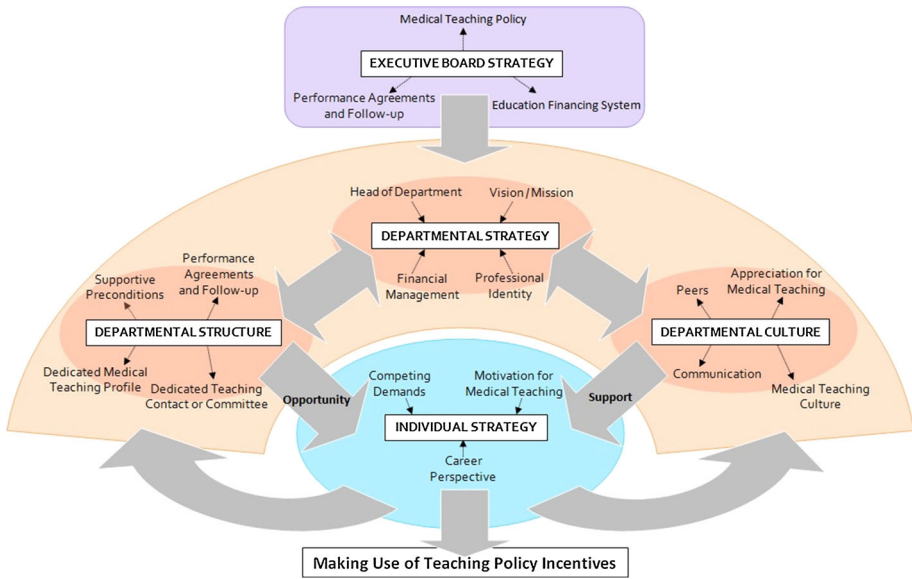 Medical Teaching Policy
EXECUTIVE BOARD STRATEGY
Performance Agreements
and Follow-up
Education Financing System
Head of Department
Vision/Mission
DEPARTMENTAL STRATEGY
Financial
Management
Professional
Identity
Supportive
Preconditions
Performance
Agreements
and Follow-up
DEPARTMENTAL STRUCTURE
Dedicated Medical
Teaching Profile
Dedicated Teaching
Contact or Committee
Peers
Appreciation for
Medical Teaching
DEPARTMENTAL CULTURE
Communication
Medical Teaching
Culture
Opportunity
Support
Competing
Demands
Motivation for
Medical Teaching
INDIVIDUAL STRATEGY
Career
Perspective
Making Use of Teaching Policy Incentives